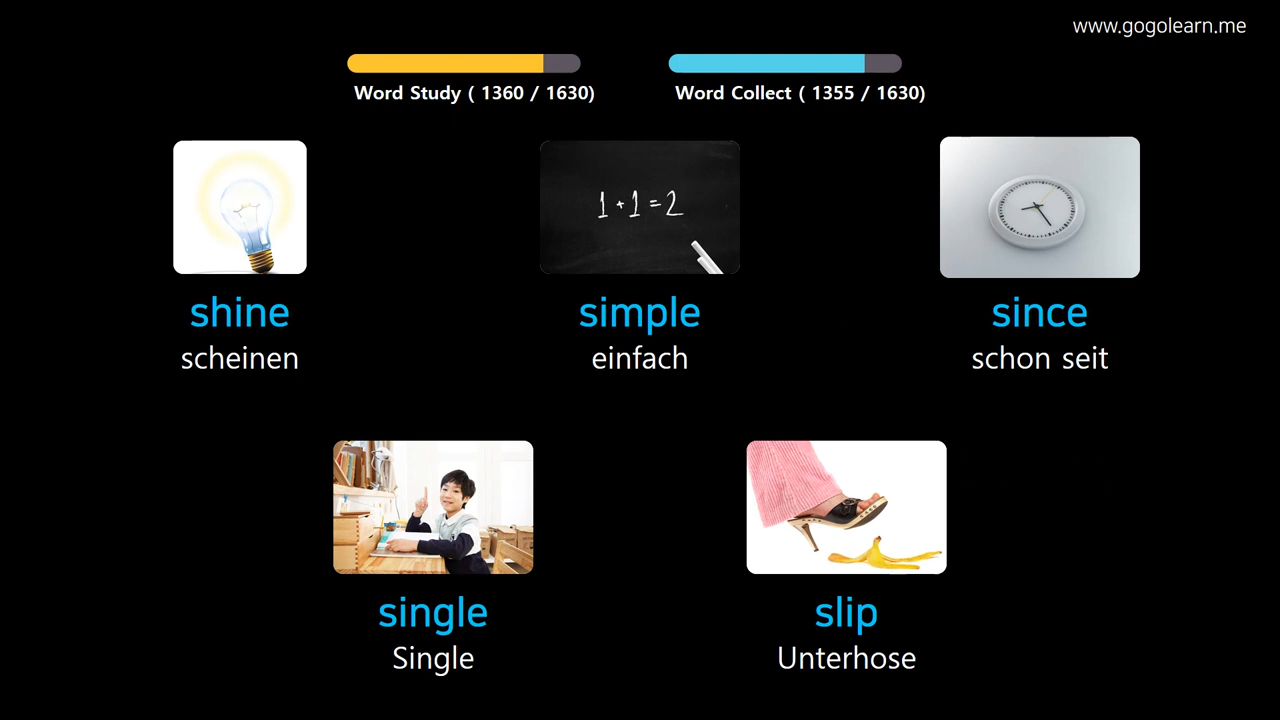 www.gogolearn.me
Word Study ( 1360 / 1630)
Word Collect ( 1355 / 1630)
1+1=2
shine
scheinen
simple
einfach
since
schon seit
single
Single
slip
Unterhose